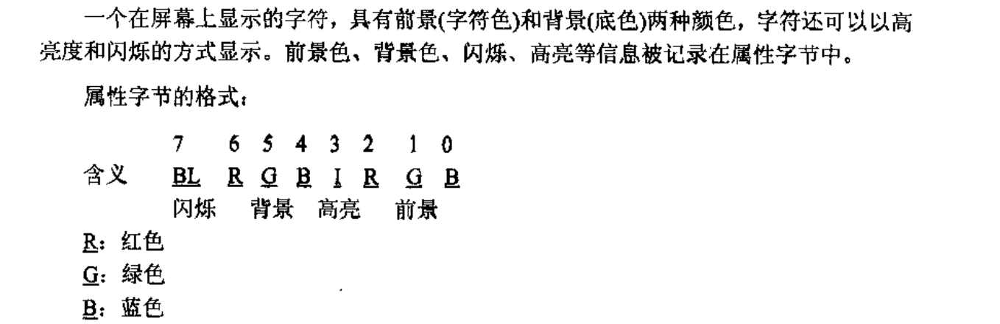 一个在屏幕上显示的字符，具有前景(字符色)和背景(底色)两种颜色，字符还可以以高
亮度和闪烁的方式显示。前景色、背景色、闪烁、高亮等信息被记录在属性字节中。
属性字节的格式：
7 6 5 4 3 2 1 0
含义 BL R G B I R G B
闪烁 背景 高亮 前景
R：红色
G：绿色
B：蓝色